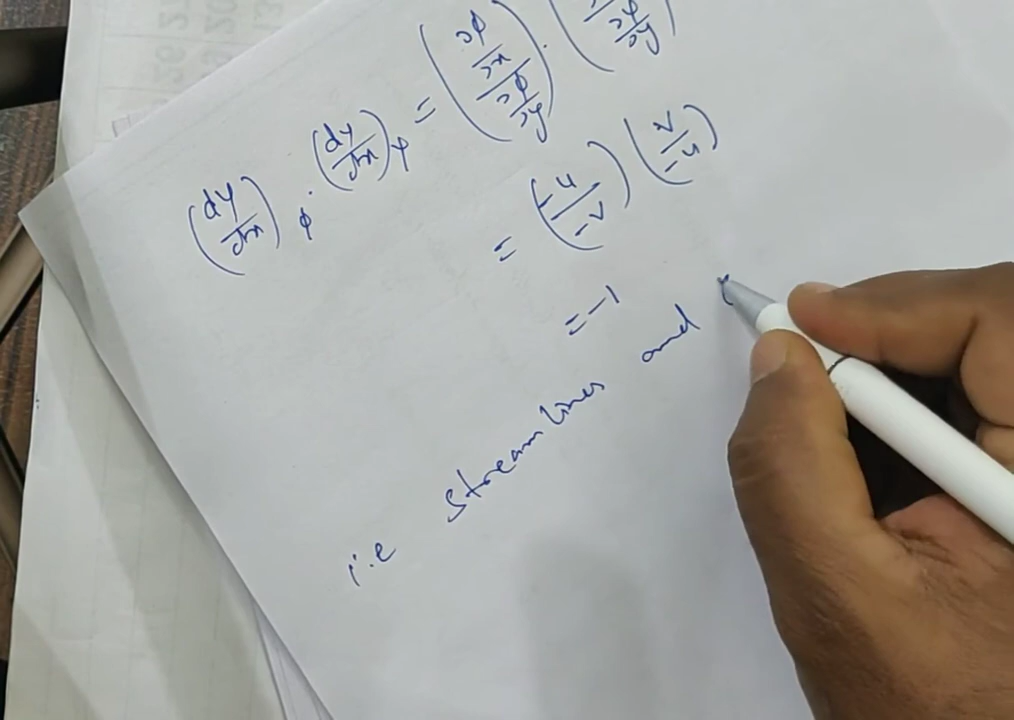 (dy/dx)φ · (dy/dx)ψ = (∂φ/∂x / ∂φ/∂y) ·
= (-u/-v) (v/-u)
= -1
i.e streamlines and